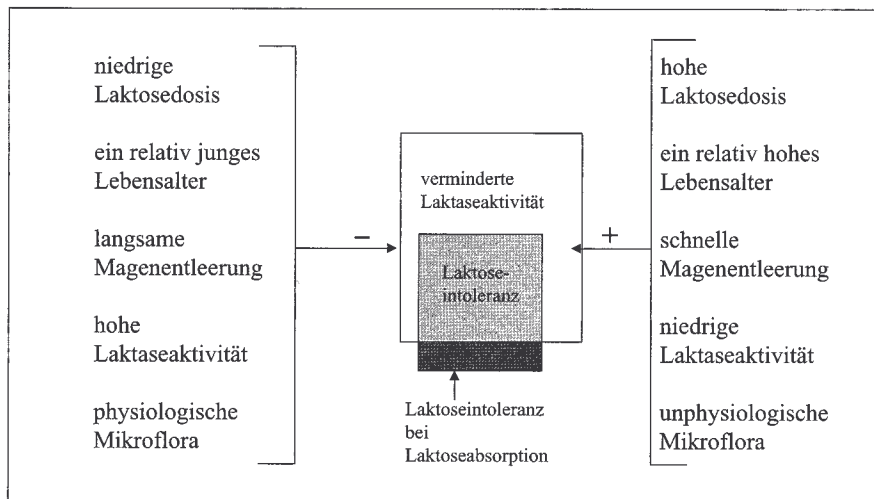 niedrige
Laktosedosis
ein relativ junges
Lebensalter
langsame
Magenentleerung
hohe
Laktaseaktivität
physiologische
Mikroflora
−
verminderte
Laktaseaktivität
Laktose-
intoleranz
Laktoseintoleranz
bei
Laktoseabsorption
+
hohe
Laktosedosis
ein relativ hohes
Lebensalter
schnelle
Magenentleerung
niedrige
Laktaseaktivität
unphysiologische
Mikroflora